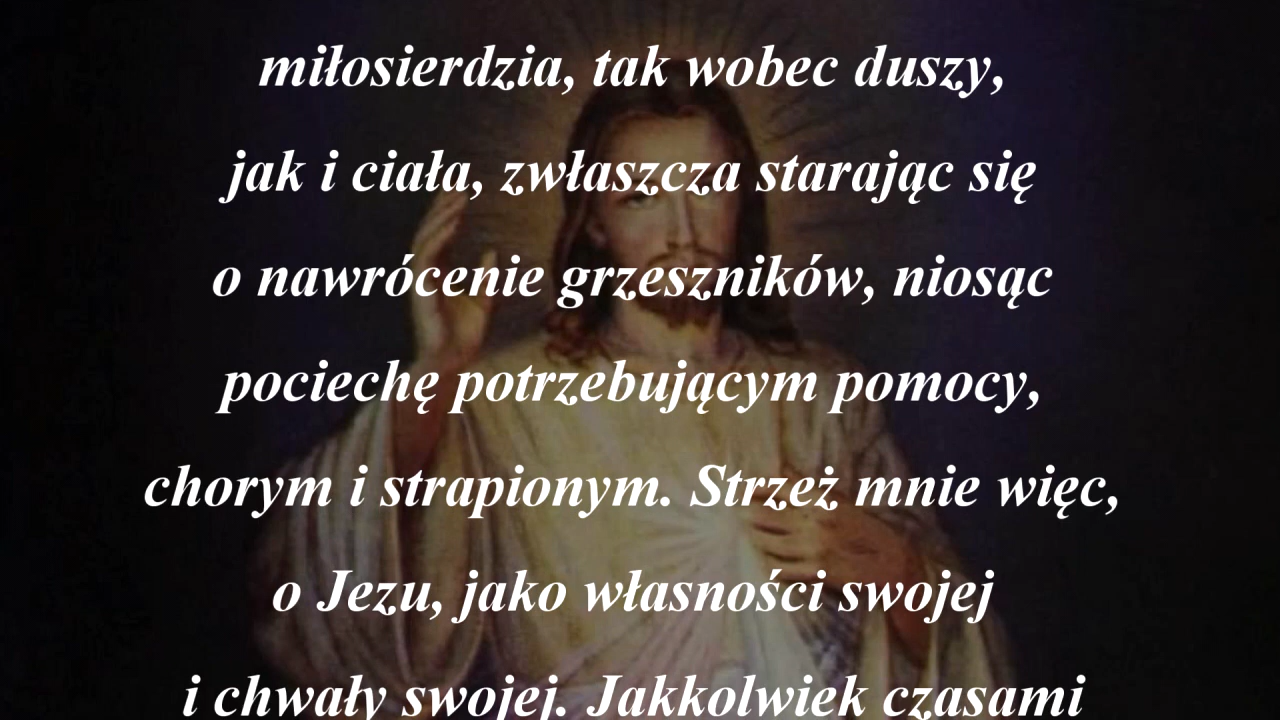 miłosierdzia, tak wobec duszy,
jak i ciała, zwłaszcza starając się
o nawrócenie grzeszników, niosąc
pociechę potrzebującym pomocy,
chorym i strapionym. Strzeż mnie więc,
o Jezu, jako własności swojej
i chwały swojej. Jakkolwiek czasami